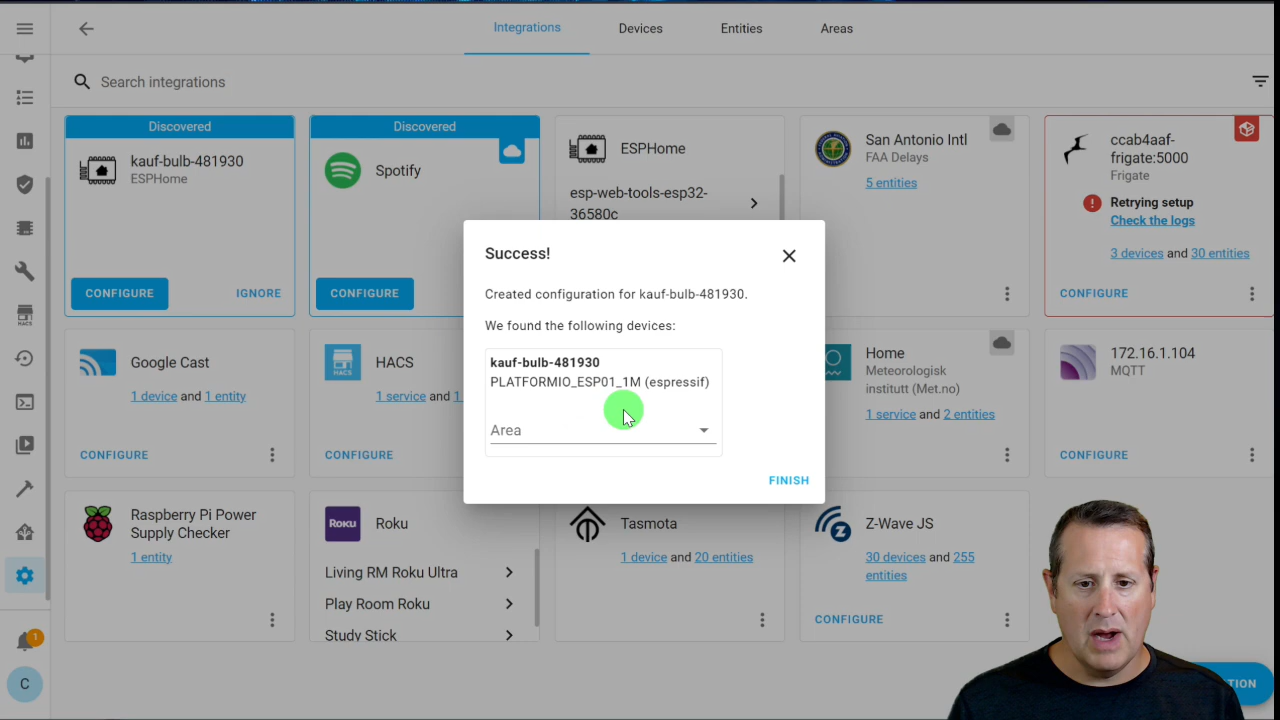 Integrations
Devices
Entities
Areas
Search integrations
Discovered
kauf-bulb-481930
ESPHome
CONFIGURE
IGNORE
Discovered
Spotify
CONFIGURE
ESPHome
esp-web-tools-esp32-
36580c
San Antonio Intl
FAA Delays
5 entities
ccab4aaf-
frigate:5000
Frigate
Retrying setup
Check the logs
3 devices and 30 entities
CONFIGURE
Success!
Created configuration for kauf-bulb-481930.
We found the following devices:
kauf-bulb-481930
PLATFORMIO_ESP01_1M (espressif)
Area
FINISH
HACS
Google Cast
1 device and 1 entity
CONFIGURE
HACS
HACS
1 service and
CONFIGURE
Home
Meteorologisk
institutt (Met.no)
1 service and 2 entities
CONFIGURE
172.16.1.104
MQTT
CONFIGURE
Raspberry Pi Power
Supply Checker
1 entity
Roku
Roku
Living RM Roku Ultra
Play Room Roku
Study Stick
Tasmota
1 device and 20 entities
Z-Wave JS
30 devices and 255
entities
CONFIGURE
1
C
TION